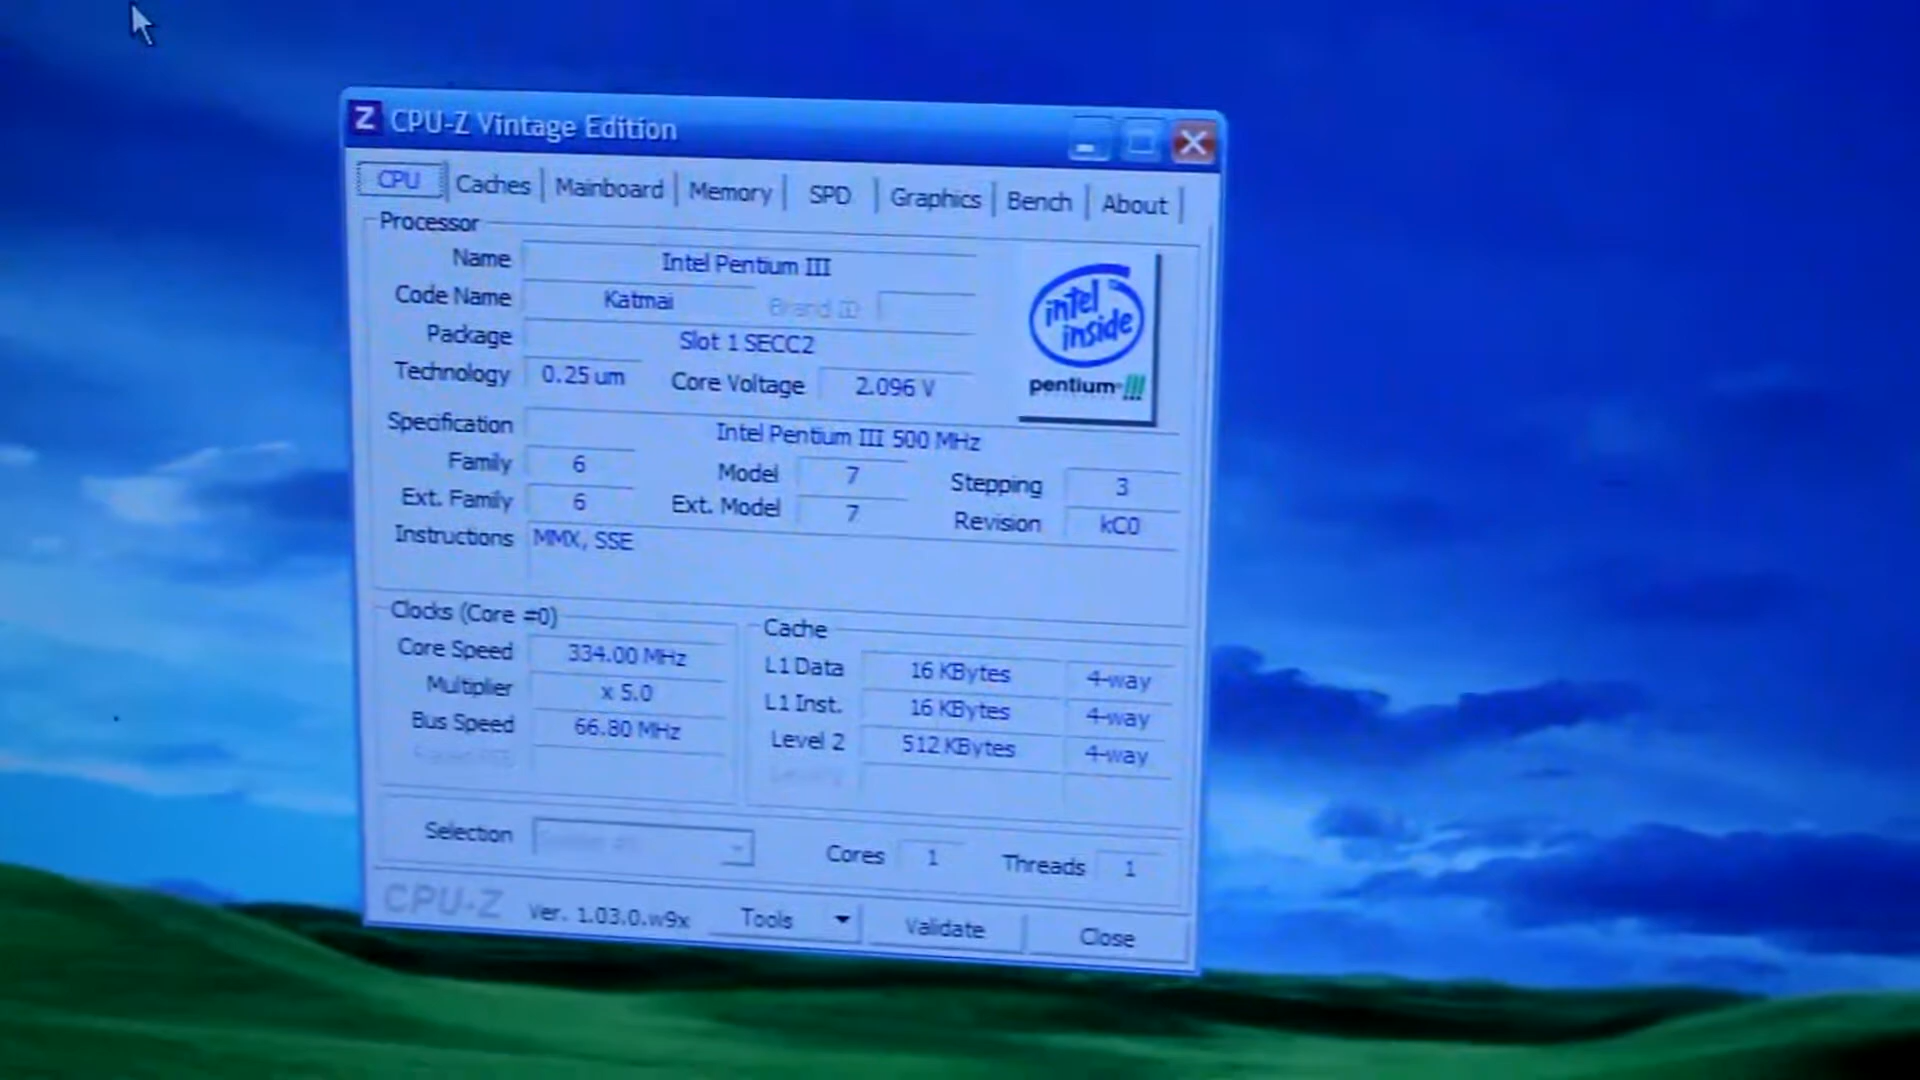 Z CPU-Z Vintage Edition
CPU Caches Mainboard Memory SPD Graphics Bench About
Processor
Name Intel Pentium III
Code Name Katmai Brand ID
Package Slot 1 SECC2
Technology 0.25 um Core Voltage 2.096 V
intel inside
pentium III
Specification Intel Pentium III 500 MHz
Family 6 Model 7 Stepping 3
Ext. Family 6 Ext. Model 7 Revision kC0
Instructions MMX, SSE
Clocks (Core #0)
Core Speed 334.00 MHz
Multiplier x 5.0
Bus Speed 66.80 MHz
Cache
L1 Data 16 KBytes 4-way
L1 Inst. 16 KBytes 4-way
Level 2 512 KBytes 4-way
Selection Cores 1 Threads 1
CPU-Z Ver. 1.03.0.w9x Tools Validate Close